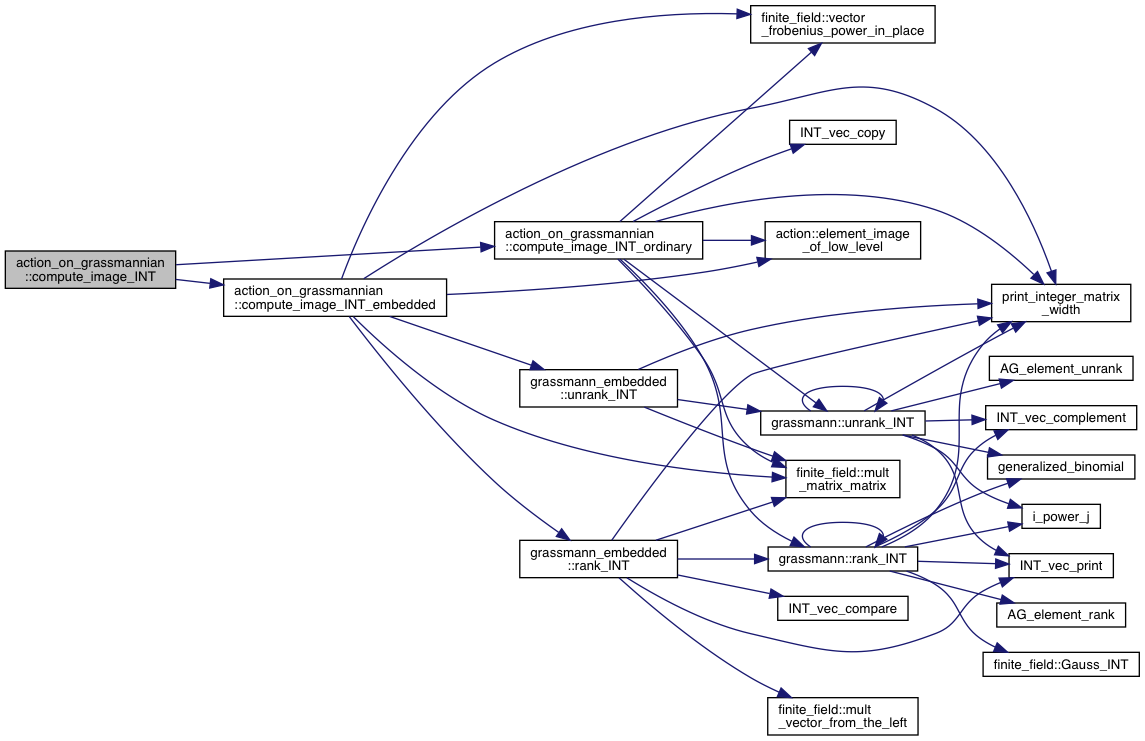 action_on_grassmannian
::compute_image_INT
action_on_grassmannian
::compute_image_INT_embedded
action_on_grassmannian
::compute_image_INT_ordinary
grassmann_embedded
::unrank_INT
grassmann_embedded
::rank_INT
finite_field::vector
_frobenius_power_in_place
INT_vec_copy
action::element_image
_of_low_level
grassmann::unrank_INT
finite_field::mult
_matrix_matrix
grassmann::rank_INT
INT_vec_compare
finite_field::mult
_vector_from_the_left
print_integer_matrix
_width
AG_element_unrank
INT_vec_complement
generalized_binomial
i_power_j
INT_vec_print
AG_element_rank
finite_field::Gauss_INT